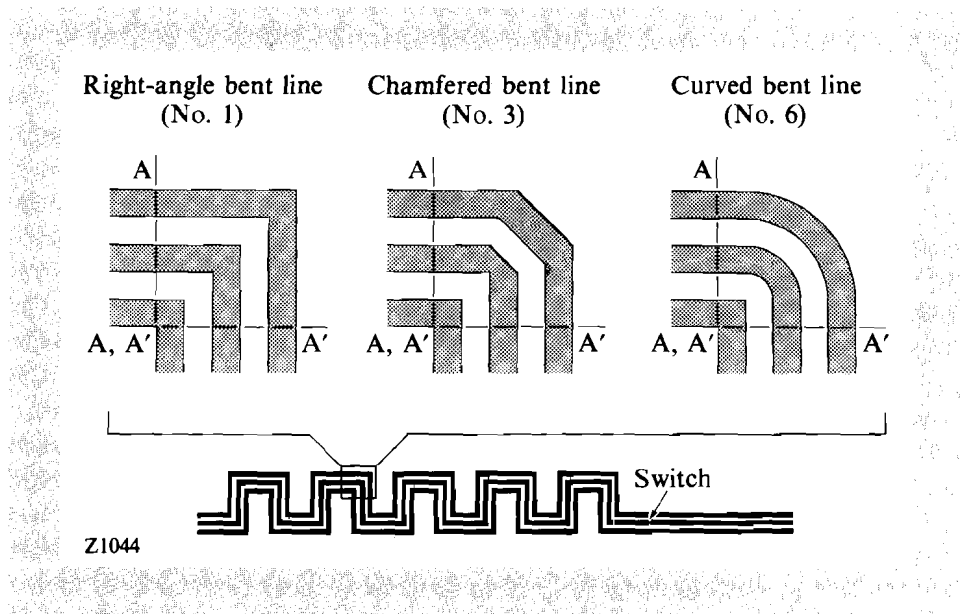 Right-angle bent line
(No. 1)
Chamfered bent line
(No. 3)
Curved bent line
(No. 6)
A
A
A
A, A′
A′
A, A′
A′
A, A′
A′
Switch
Z1044